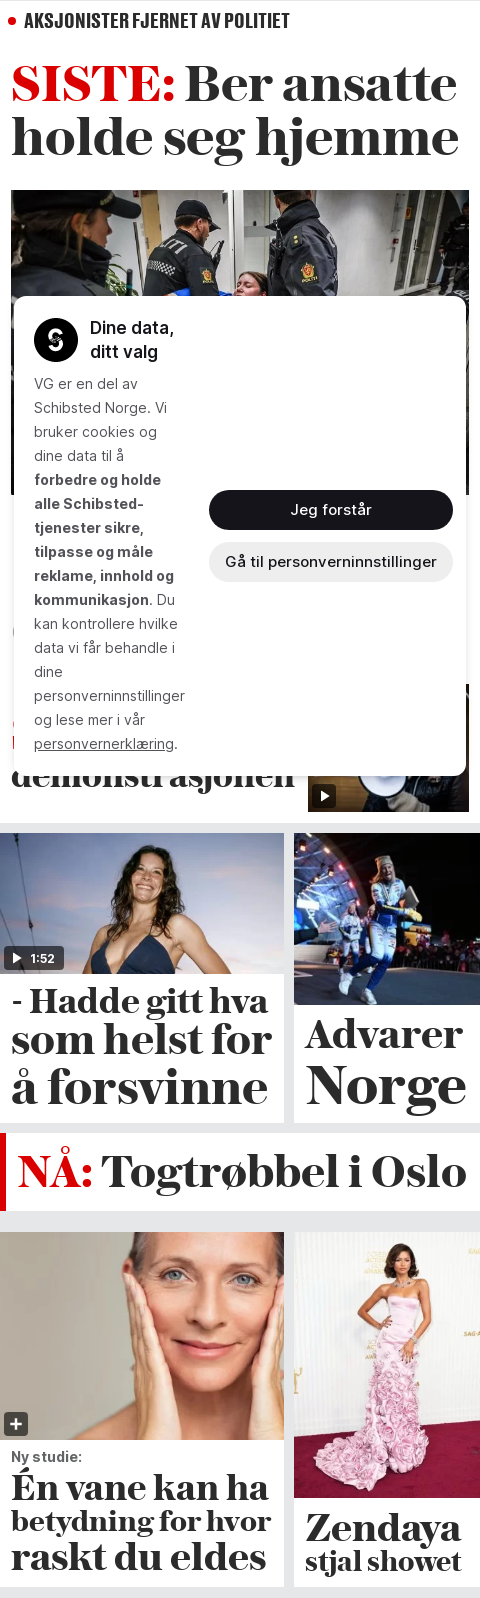 AKSJONISTER FJERNET AV POLITIET
SISTE: Ber ansatte
holde seg hjemme
Dine data,
ditt valg
VG er en del av
Schibsted Norge. Vi
bruker cookies og
dine data til å
forbedre og holde
alle Schibsted-
tjenester sikre,
tilpasse og måle
reklame, innhold og
kommunikasjon. Du
kan kontrollere hvilke
data vi får behandle i
dine
personverninnstillinger
og lese mer i vår
personvernerklæring.
Jeg forstår
Gå til personverninnstillinger
demonstrasjonen
1:52
- Hadde gitt hva
som helst for
å forsvinne
Advarer
Norge
NÅ: Togtrøbbel i Oslo
Ny studie:
Én vane kan ha
betydning for hvor
raskt du eldes
Zendaya
stjal showet